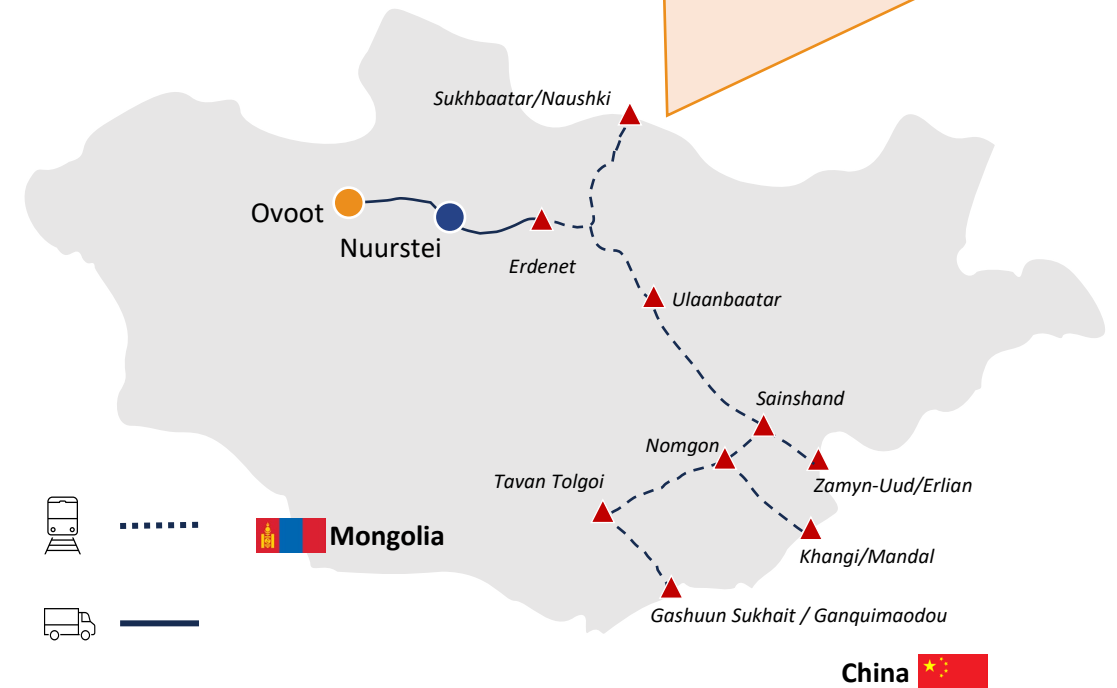 Sukhbaatar/Naushki
Ovoot
Nuurstei
Erdenet
Ulaanbaatar
Sainshand
Nomgon
Tavan Tolgoi
Zamyn-Uud/Erlian
Mongolia
Khangi/Mandal
Gashuun Sukhait / Ganquimaodou
China